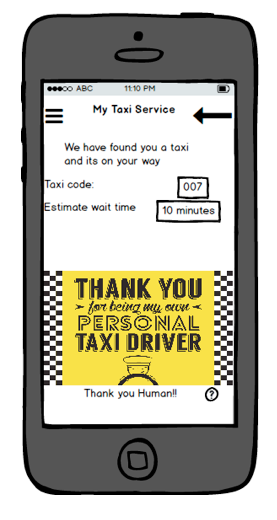 ABC 11:10 PM
My Taxi Service
We have found you a taxi
and its on your way
Taxi code: 007
Estimate wait time 10 minutes
THANK YOU
for being my own
PERSONAL
TAXI DRIVER
Thank you Human!! ?